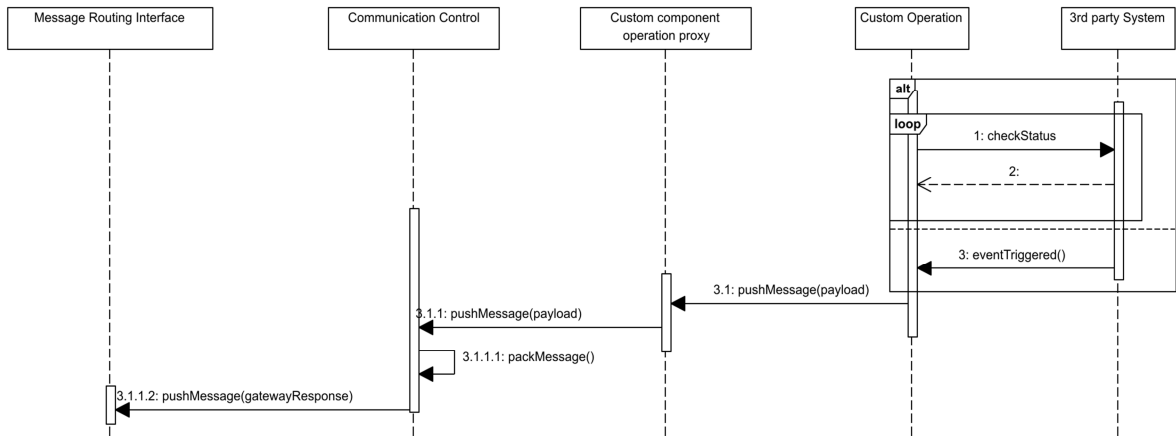 Message Routing Interface
Communication Control
Custom component
operation proxy
Custom Operation
3rd party System
alt
loop
1: checkStatus
2:
3: eventTriggered()
3.1: pushMessage(payload)
3.1.1: pushMessage(payload)
3.1.1.1: packMessage()
3.1.1.2: pushMessage(gatewayResponse)